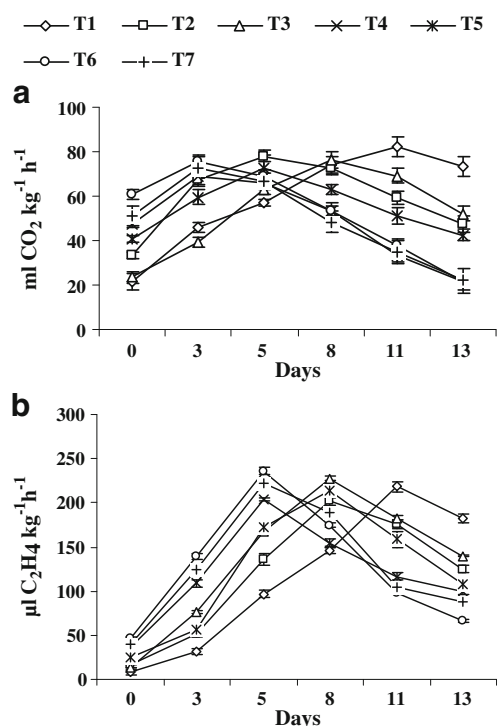 T1 T2 T3 T4 T5
T6 T7
a
100
80
60
40
20
0
ml CO₂ kg⁻¹ h⁻¹
0 3 5 8 11 13
Days
b
300
250
200
150
100
50
0
µl C₂H4 kg⁻¹h⁻¹
0 3 5 8 11 13
Days